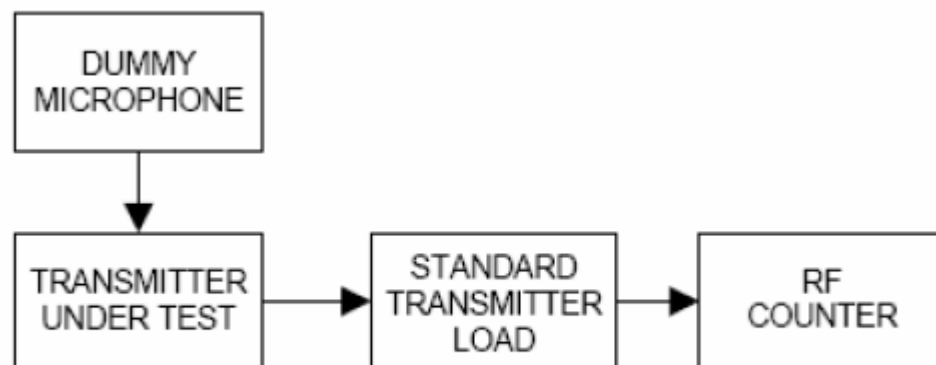 DUMMY
MICROPHONE
TRANSMITTER
UNDER TEST
STANDARD
TRANSMITTER
LOAD
RF
COUNTER